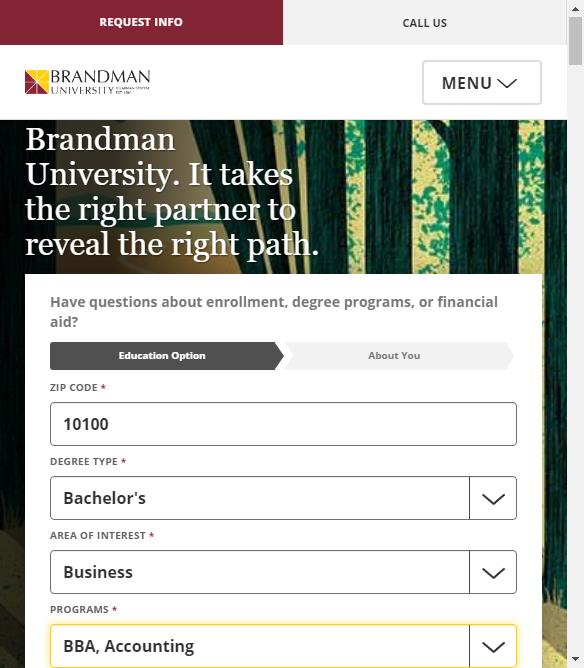 REQUEST INFO
CALL US
BRANDMAN
UNIVERSITY
MENU
Brandman
University. It takes
the right partner to
reveal the right path.
Have questions about enrollment, degree programs, or financial
aid?
Education Option
About You
ZIP CODE *
10100
DEGREE TYPE *
Bachelor's
AREA OF INTEREST *
Business
PROGRAMS *
BBA, Accounting